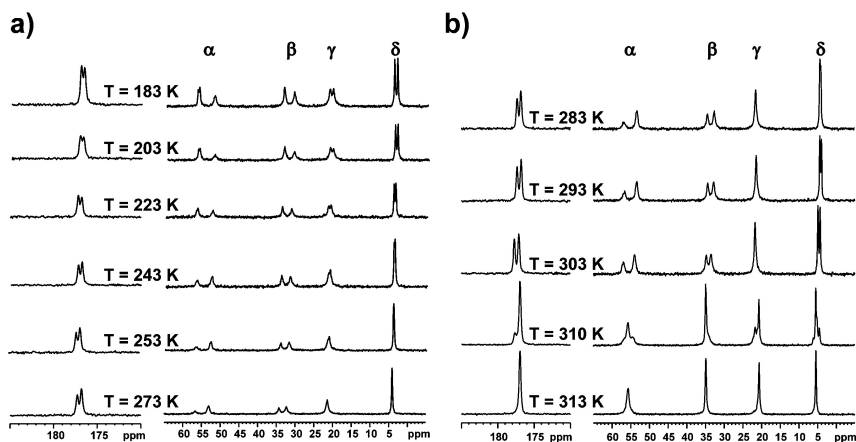 a)
α β γ δ
T = 183 K
T = 203 K
T = 223 K
T = 243 K
T = 253 K
T = 273 K
180 175 ppm 60 55 50 45 40 35 30 25 20 15 10 5 ppm
b)
α β γ δ
T = 283 K
T = 293 K
T = 303 K
T = 310 K
T = 313 K
180 175 ppm 60 55 50 45 40 35 30 25 20 15 10 5 ppm